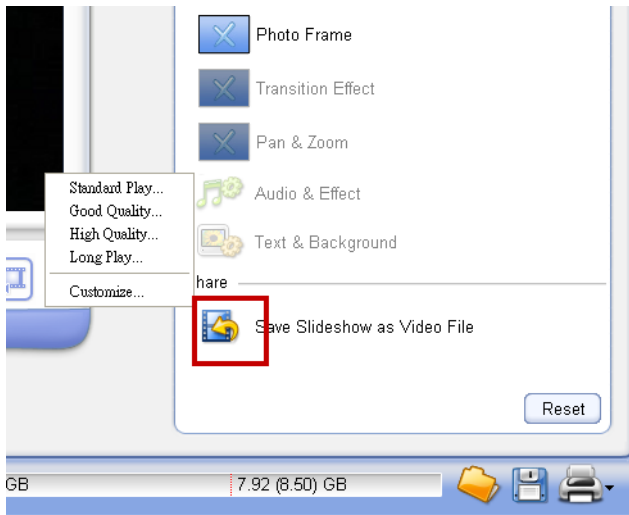 Photo Frame
Transition Effect
Pan & Zoom
Audio & Effect
Text & Background
Standard Play...
Good Quality...
High Quality...
Long Play...
Customize...
hare
Save Slideshow as Video File
Reset
GB
7.92 (8.50) GB